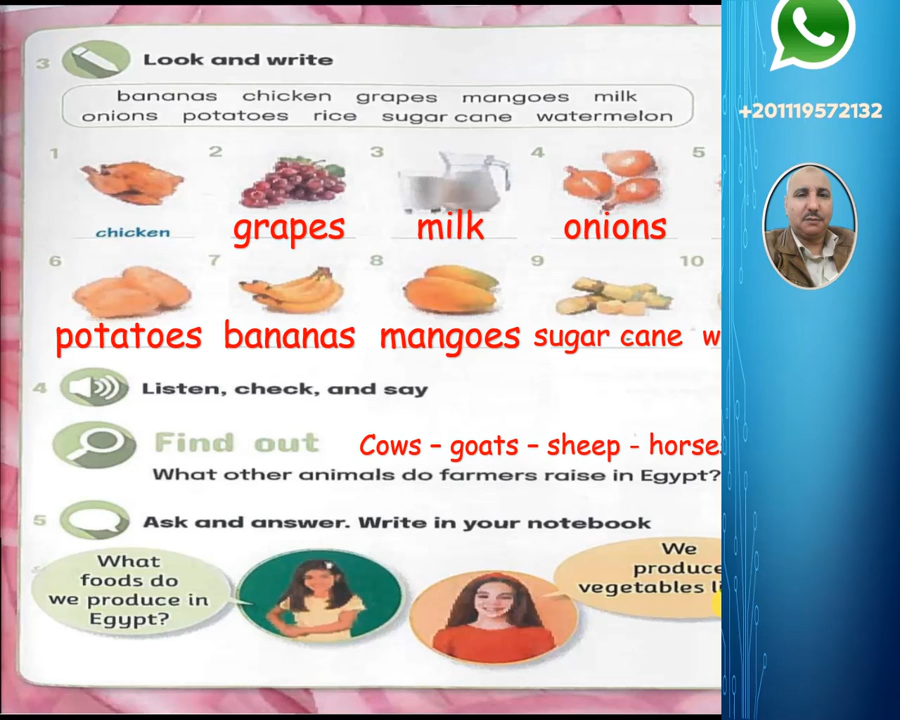 3 Look and write
bananas chicken grapes mangoes milk
onions potatoes rice sugar cane watermelon
1 2 3 4 5
chicken grapes milk onions
6 7 8 9 10
potatoes bananas mangoes sugar cane w
4 Listen, check, and say
Find out Cows – goats – sheep - horse
What other animals do farmers raise in Egypt?
5 Ask and answer. Write in your notebook
What
foods do
we produce in
Egypt?
We
produce
vegetables li
+201119572132